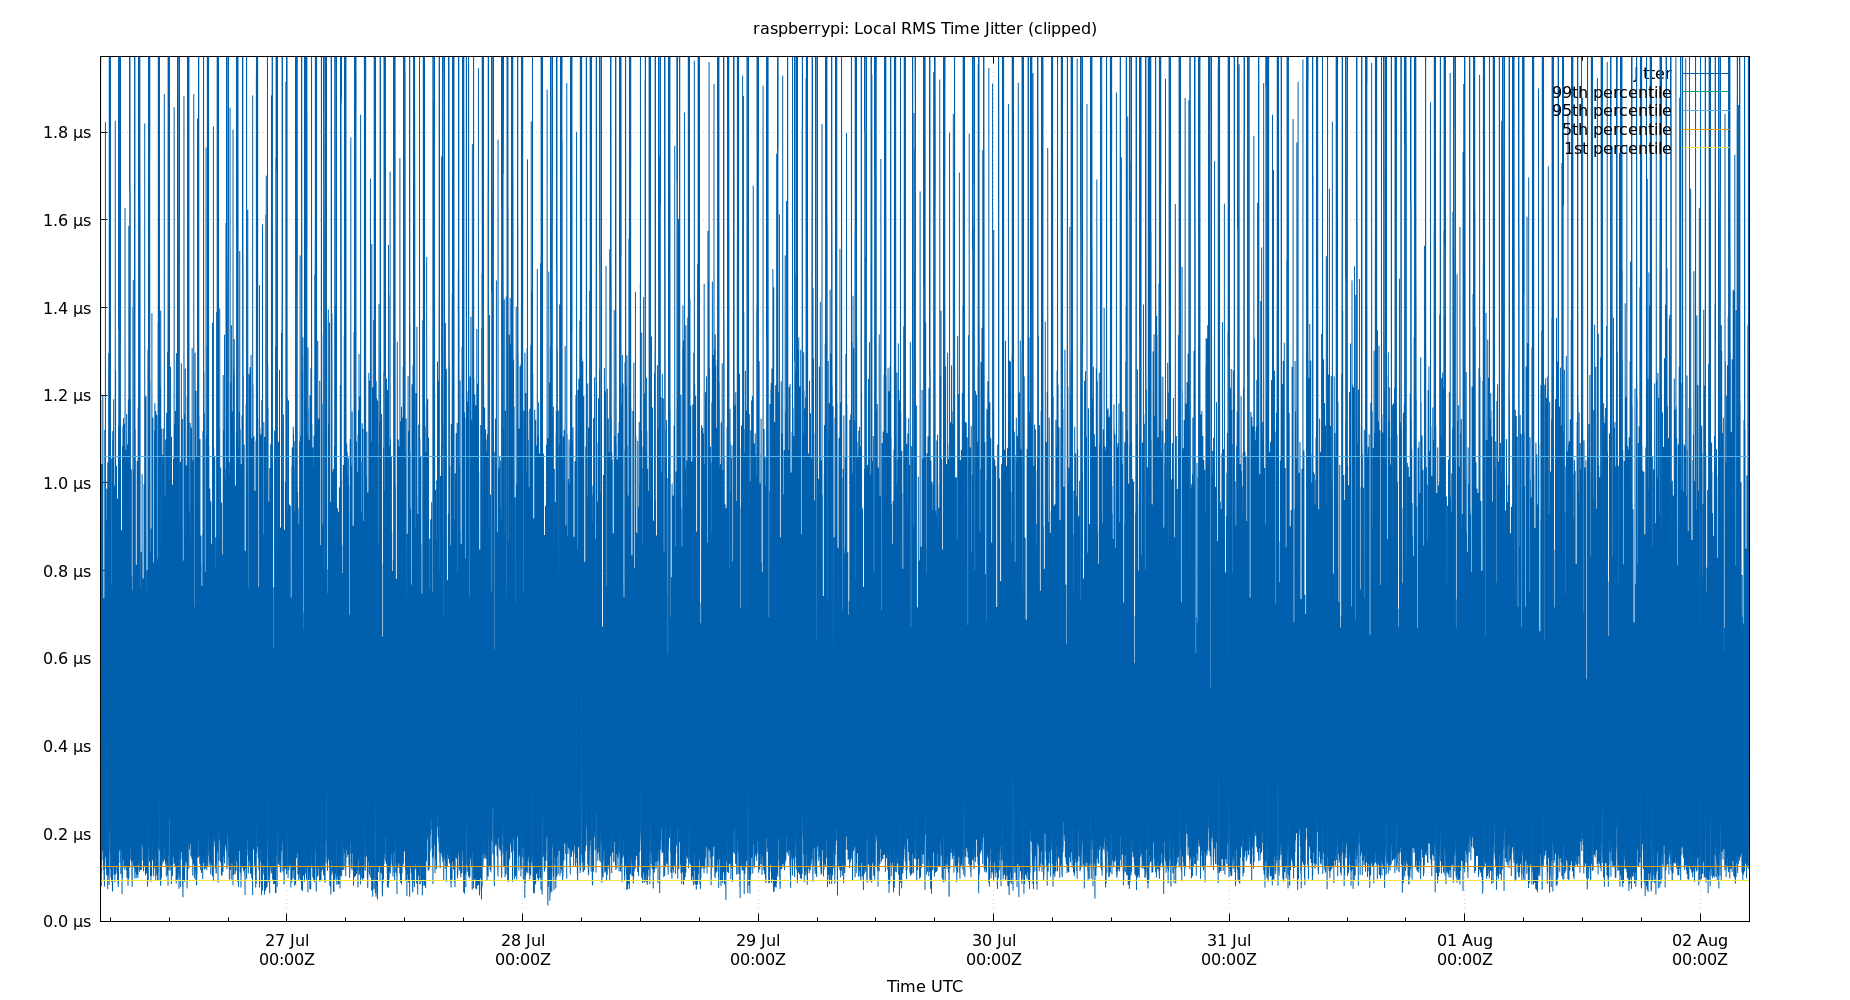 raspberrypi: Local RMS Time Jitter (clipped)
jitter
99th percentile
95th percentile
5th percentile
1st percentile
1.8 µs
1.6 µs
1.4 µs
1.2 µs
1.0 µs
0.8 µs
0.6 µs
0.4 µs
0.2 µs
0.0 µs
27 Jul 28 Jul 29 Jul 30 Jul 31 Jul 01 Aug 02 Aug
00:00Z 00:00Z 00:00Z 00:00Z 00:00Z 00:00Z 00:00Z
Time UTC